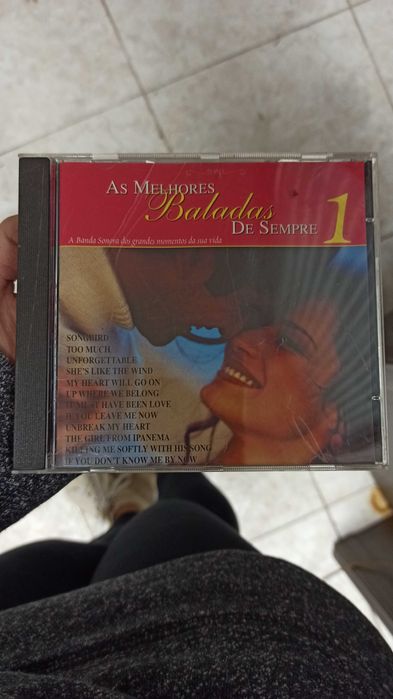 AS MELHORES
Baladas
DE SEMPRE 1
A Banda Sonora dos grandes momentos da sua vida
SONGBIRD
TOO MUCH
UNFORGETTABLE
SHE'S LIKE THE WIND
MY HEART WILL GO ON
UP WHERE WE BELONG
IT MUST HAVE BEEN LOVE
IF YOU LEAVE ME NOW
UNBREAK MY HEART
THE GIRL FROM IPANEMA
KILLING ME SOFTLY WITH HIS SONG
IF YOU DON'T KNOW ME BY NOW